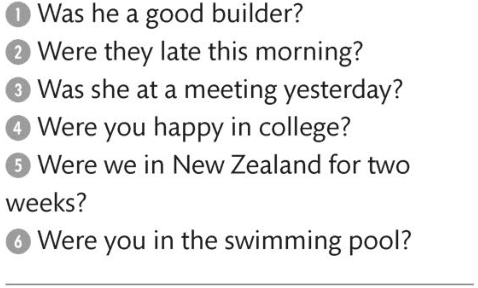 1 Was he a good builder?
2 Were they late this morning?
3 Was she at a meeting yesterday?
4 Were you happy in college?
5 Were we in New Zealand for two
weeks?
6 Were you in the swimming pool?